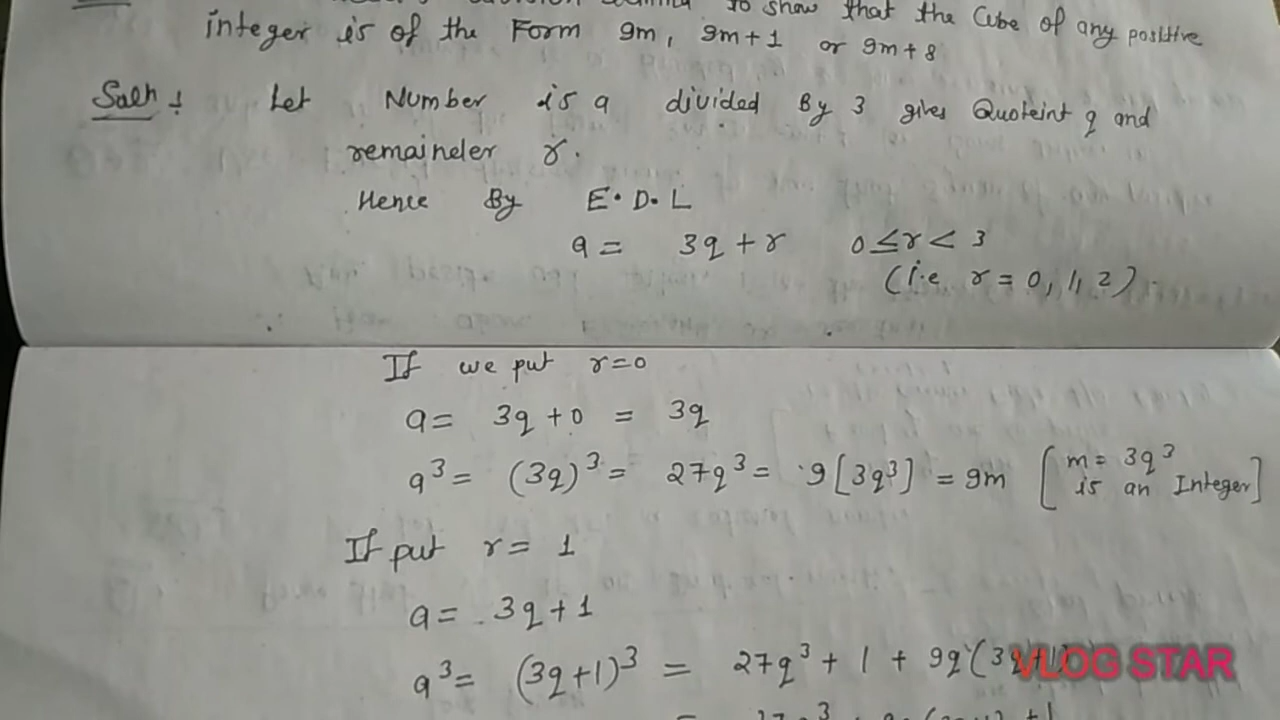 to show that the Cube of any positive
integer is of the Form 9m, 9m+1 or 9m+8
Soln : Let Number is a divided By 3 gives Quoteint q and
remainder r.
Hence By E.D.L
a = 3q + r 0 ≤ r < 3
(i.e r = 0, 1, 2).
If we put r=0
a = 3q + 0 = 3q
a³ = (3q)³ = 27q³ = 9[3q³] = 9m [m = 3q³
is an Integer]
If put r = 1
a = 3q + 1
a³ = (3q+1)³ = 27q³ + 1 + 9q(3q+1)
VLOG STAR